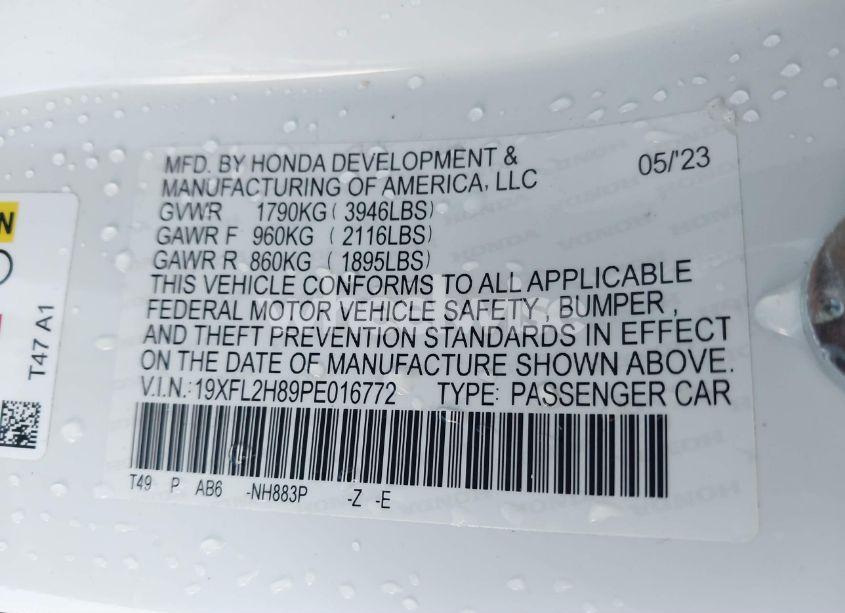 MFD. BY HONDA DEVELOPMENT & 
MANUFACTURING OF AMERICA, LLC
05/'23
GVWR 1790KG (3946LBS)
GAWR F 960KG (2116LBS)
GAWR R 860KG (1895LBS)
THIS VEHICLE CONFORMS TO ALL APPLICABLE
FEDERAL MOTOR VEHICLE SAFETY, BUMPER,
AND THEFT PREVENTION STANDARDS IN EFFECT
ON THE DATE OF MANUFACTURE SHOWN ABOVE.
V.I.N.: 19XFL2H89PE016772 TYPE: PASSENGER CAR
T49 P AB6 -NH883P -Z -E
T47 A1
HONDA